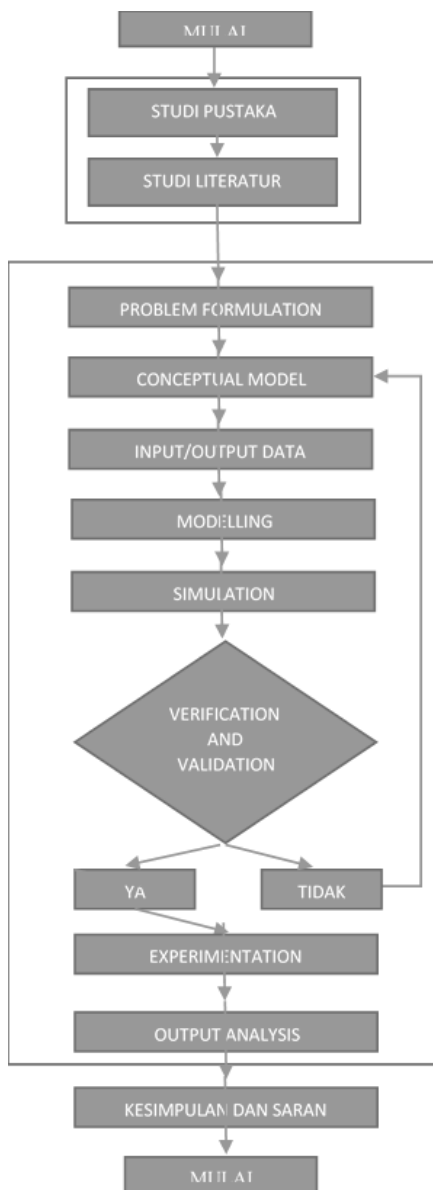 MULAI
STUDI PUSTAKA
STUDI LITERATUR
PROBLEM FORMULATION
CONCEPTUAL MODEL
INPUT/OUTPUT DATA
MODELLING
SIMULATION
VERIFICATION
AND
VALIDATION
YA
TIDAK
EXPERIMENTATION
OUTPUT ANALYSIS
KESIMPULAN DAN SARAN
MULAI